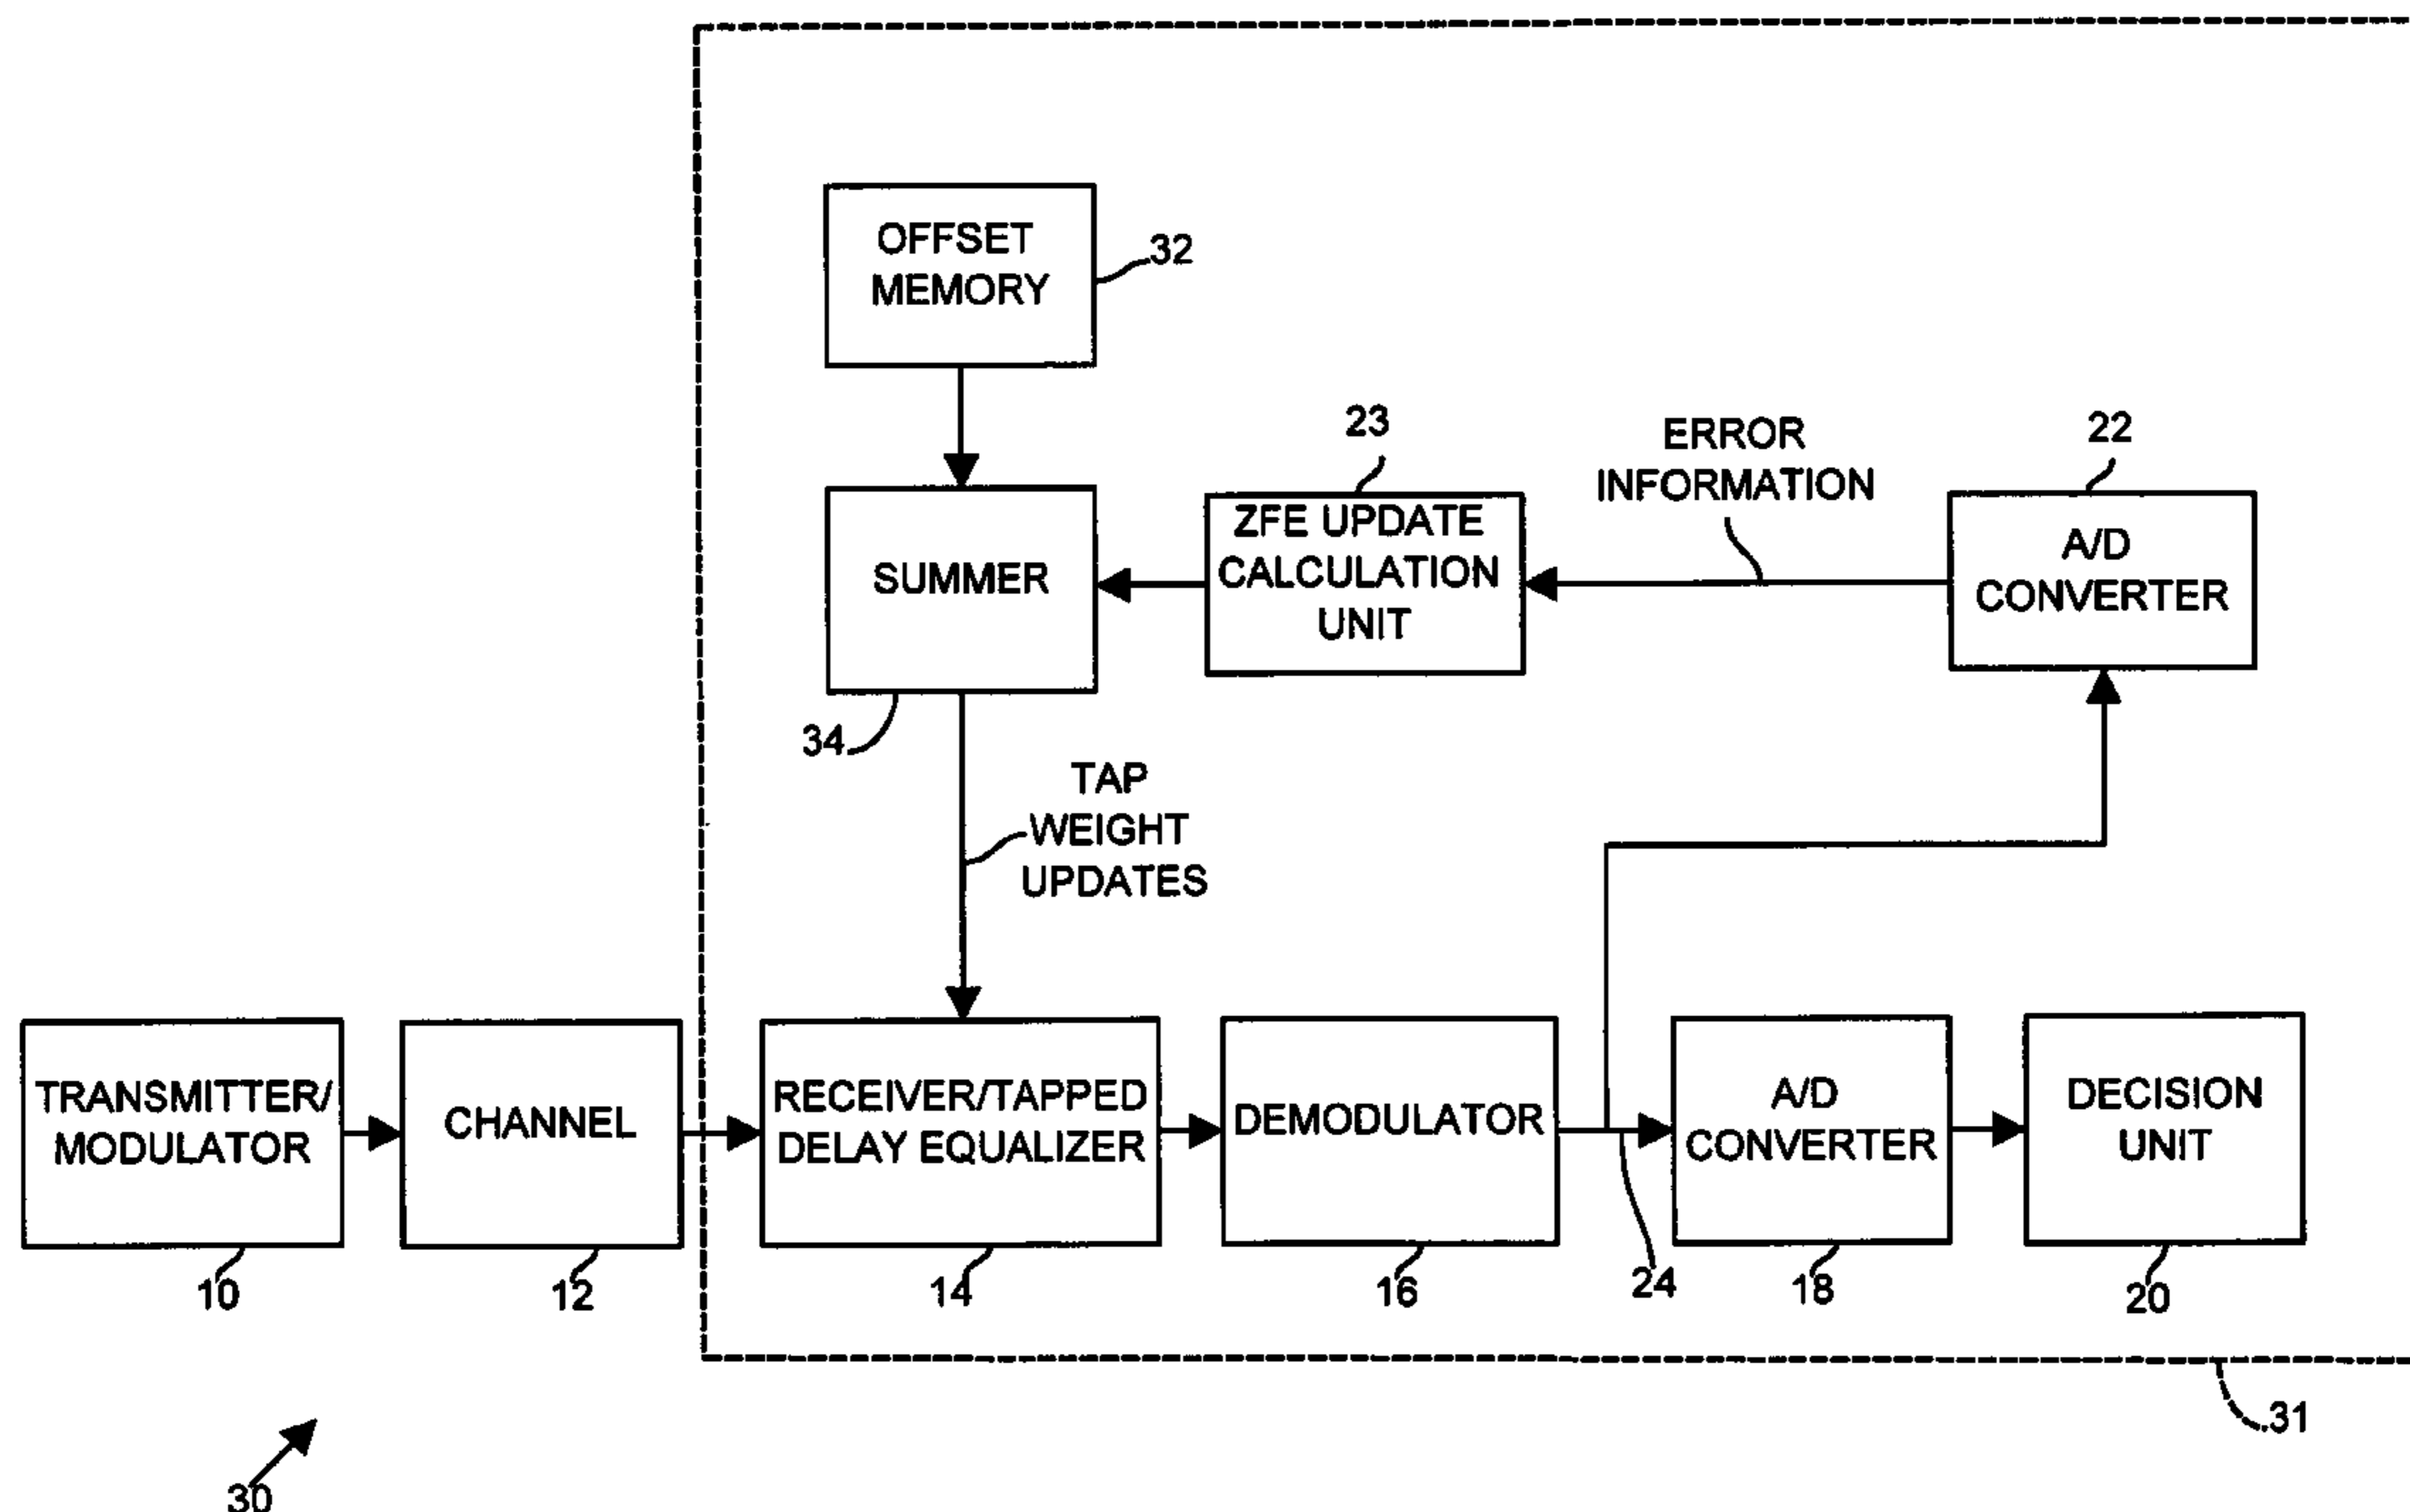 OFFSET
MEMORY
32
23
ERROR
INFORMATION
22
SUMMER
ZFE UPDATE
CALCULATION
UNIT
A/D
CONVERTER
34
TAP
WEIGHT
UPDATES
TRANSMITTER/
MODULATOR
CHANNEL
RECEIVER/TAPPED
DELAY EQUALIZER
DEMODULATOR
A/D
CONVERTER
DECISION
UNIT
10
12
14
16
24
18
20
31
30